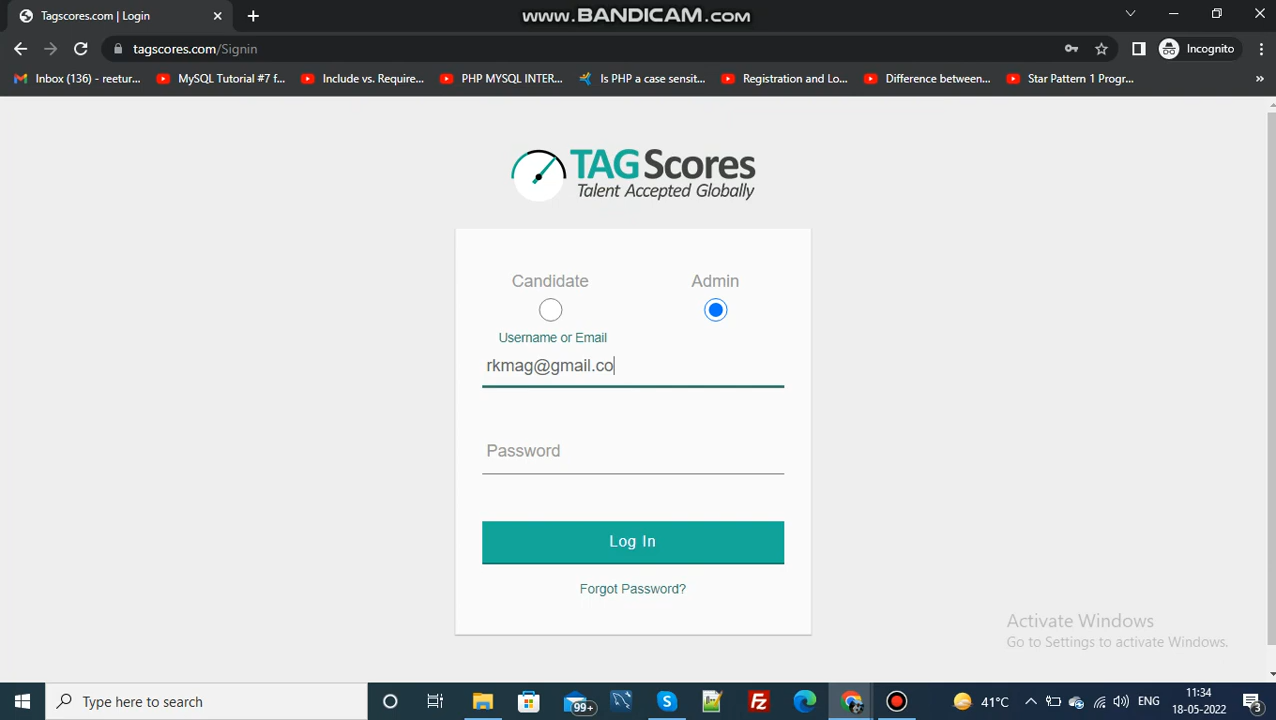 Tagscores.com | Login
www.BANDICAM.com
tagscores.com/Signin
Incognito
Inbox (136) - reetur...
MySQL Tutorial #7 f...
Include vs. Require...
PHP MYSQL INTER...
Is PHP a case sensit...
Registration and Lo...
Difference between...
Star Pattern 1 Progr...
»
TAGScores
Talent Accepted Globally
Candidate
Admin
Username or Email
rkmag@gmail.co
Password
Log In
Forgot Password?
Activate Windows
Go to Settings to activate Windows.
Type here to search
99+
Fz
41°C
ENG
11:34
18-05-2022
3